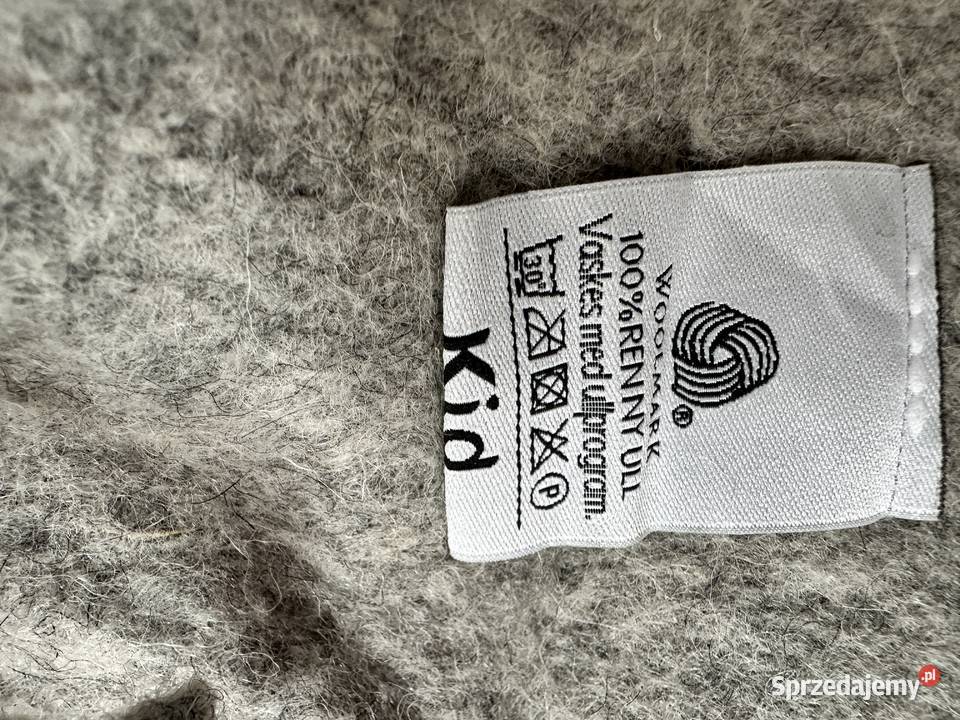 WOOLMARK
®
100% REN NY ULL
Vaskes med ullprogram.
30°
P
Kid
Sprzedajemy.pl